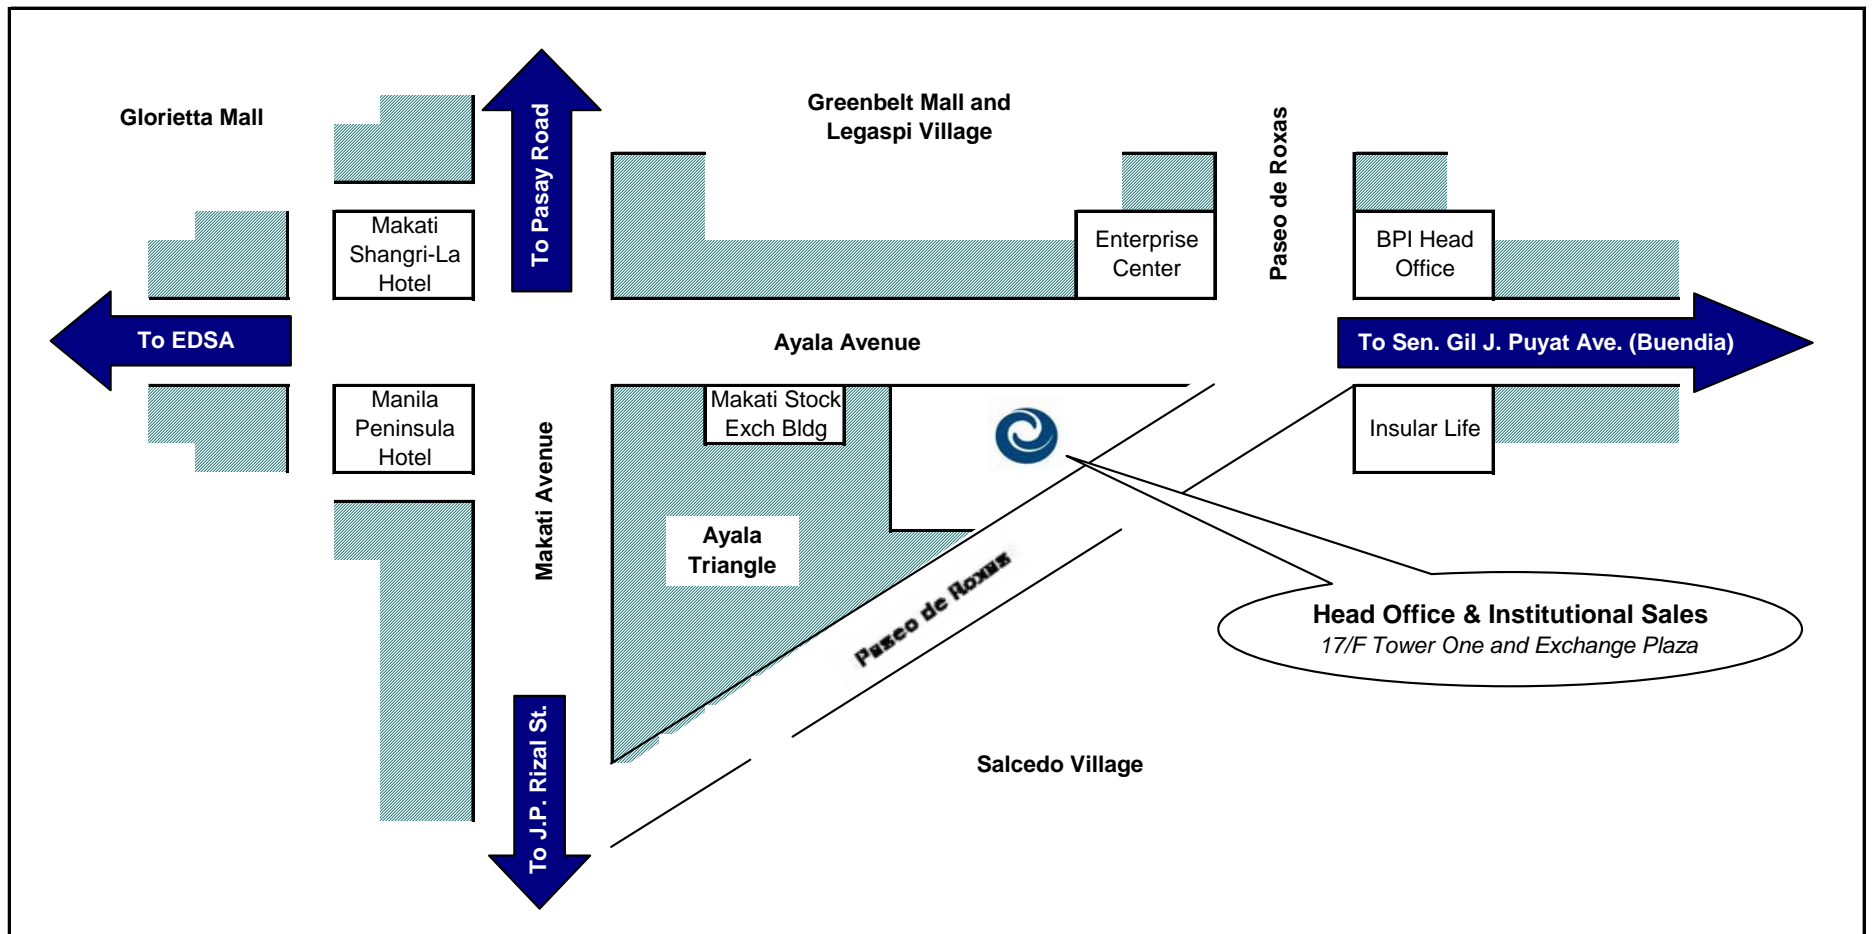 Glorietta Mall
Greenbelt Mall and
Legaspi Village
Paseo de Roxas
To Pasay Road
Makati
Shangri-La
Hotel
Enterprise
Center
BPI Head
Office
To EDSA
Ayala Avenue
To Sen. Gil J. Puyat Ave. (Buendia)
Manila
Peninsula
Hotel
Makati Stock
Exch Bldg
Insular Life
Makati Avenue
Ayala
Triangle
Paseo de Roxas
Head Office & Institutional Sales
17/F Tower One and Exchange Plaza
To J.P. Rizal St.
Salcedo Village